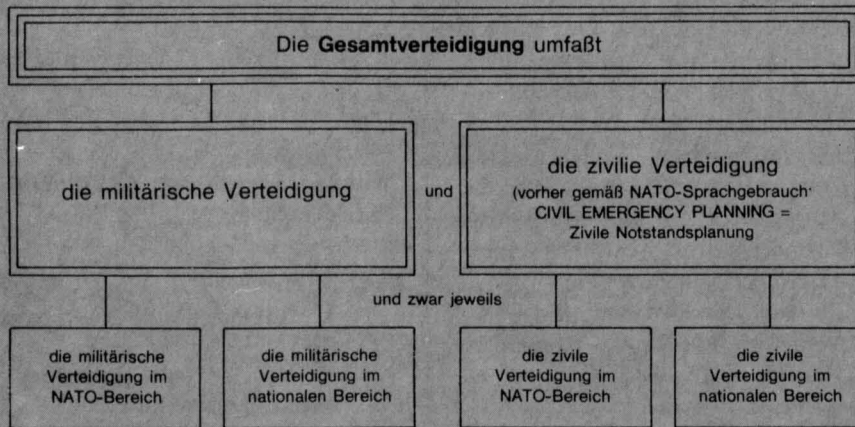 Die Gesamtverteidigung umfaßt
die militärische Verteidigung
und
die zivilie Verteidigung
(vorher gemäß NATO-Sprachgebrauch·
CIVIL EMERGENCY PLANNING =
Zivile Notstandsplanung
und zwar jeweils
die militärische
Verteidigung im
NATO-Bereich
die militärische
Verteidigung im
nationalen Bereich
die zivile
Verteidigung im
NATO-Bereich
die zivile
Verteidigung im
nationalen Bereich